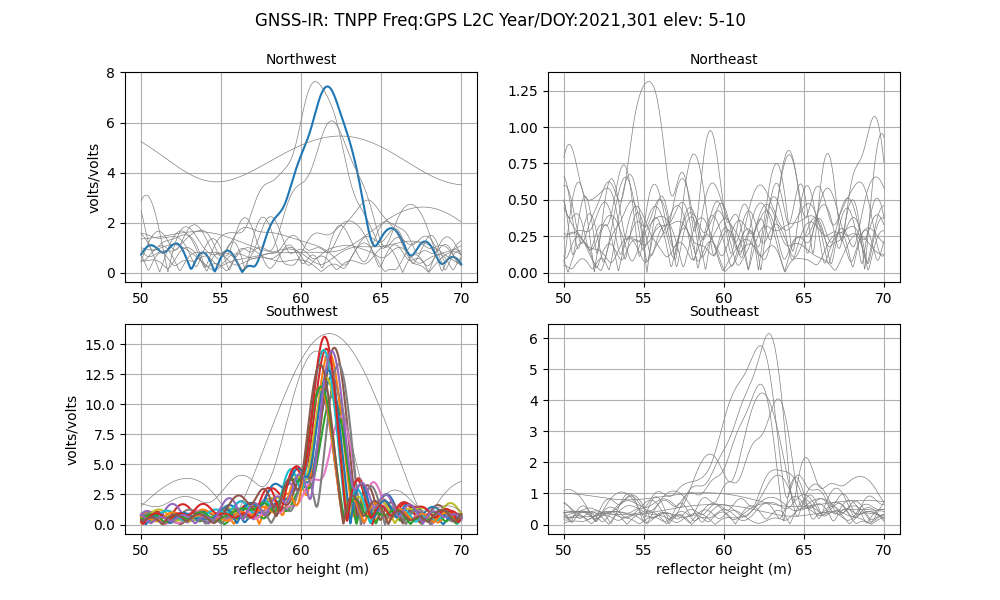 GNSS-IR: TNPP Freq:GPS L2C Year/DOY:2021,301 elev: 5-10
Northwest
Northeast
volts/volts
8
6
4
2
0
50 55 60 65 70
1.25
1.00
0.75
0.50
0.25
0.00
50 55 60 65 70
Southwest
Southeast
volts/volts
15.0
12.5
10.0
7.5
5.0
2.5
0.0
50 55 60 65 70
reflector height (m)
6
5
4
3
2
1
0
50 55 60 65 70
reflector height (m)